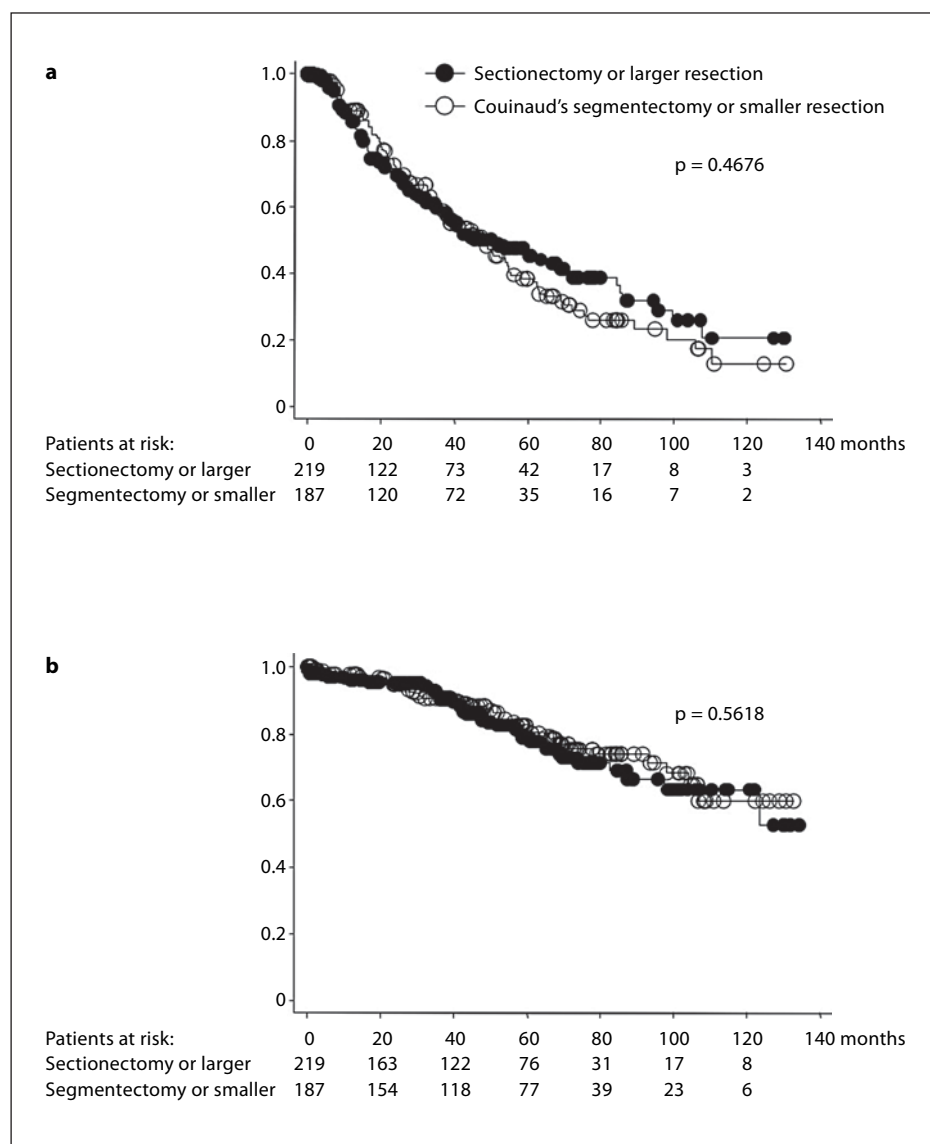 a
1.0
0.8
0.6
0.4
0.2
0
Sectionectomy or larger resection
Couinaud's segmentectomy or smaller resection
p = 0.4676
Patients at risk: 0 20 40 60 80 100 120 140 months
Sectionectomy or larger 219 122 73 42 17 8 3
Segmentectomy or smaller 187 120 72 35 16 7 2
b
1.0
0.8
0.6
0.4
0.2
0
p = 0.5618
Patients at risk: 0 20 40 60 80 100 120 140 months
Sectionectomy or larger 219 163 122 76 31 17 8
Segmentectomy or smaller 187 154 118 77 39 23 6